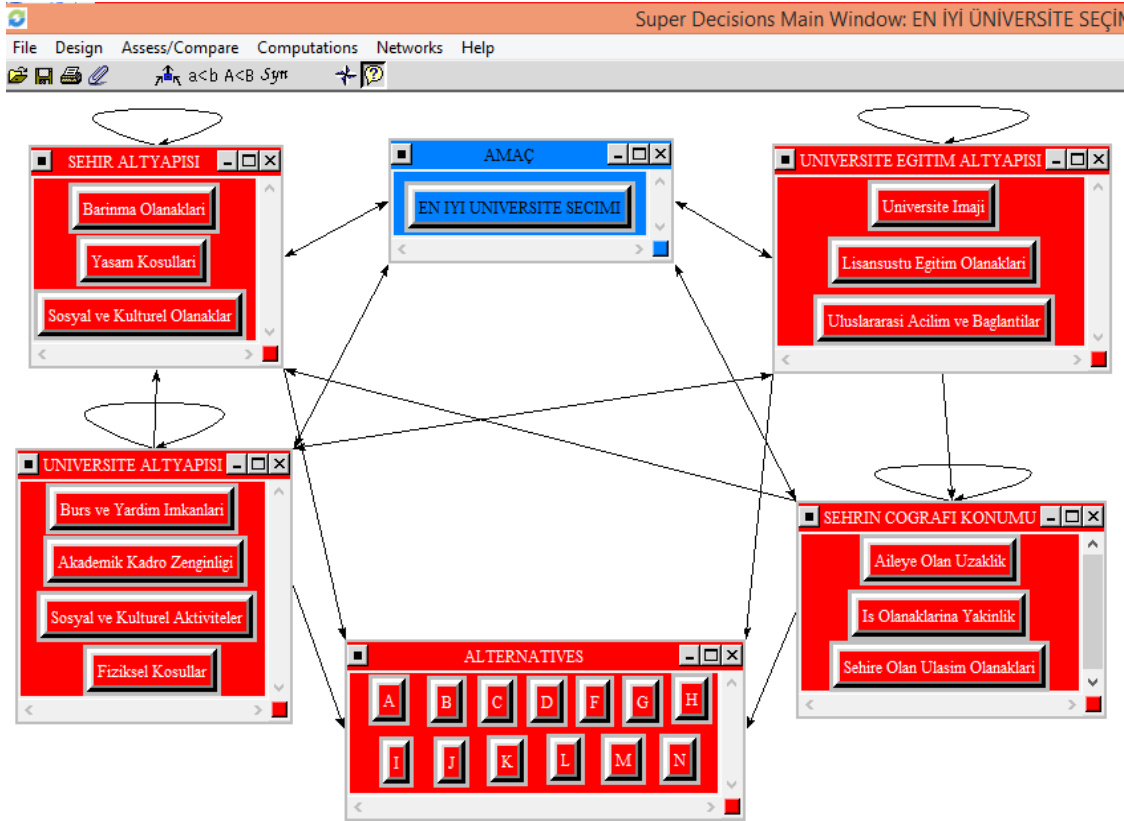 Super Decisions Main Window: EN İYİ ÜNİVERSİTE SEÇİM
File Design Assess/Compare Computations Networks Help
a<b A<B Syn
SEHIR ALTYAPISI
Barinma Olanaklari
Yasam Kosullari
Sosyal ve Kulturel Olanaklar
AMAÇ
EN IYI UNIVERSITE SECIMI
UNIVERSITE EGITIM ALTYAPISI
Universite Imaji
Lisansustu Egitim Olanaklari
Uluslararasi Acilim ve Baglantilar
UNIVERSITE ALTYAPISI
Burs ve Yardim Imkanlari
Akademik Kadro Zenginligi
Sosyal ve Kulturel Aktiviteler
Fiziksel Kosullar
SEHRIN COGRAFI KONUMU
Aileye Olan Uzaklik
Is Olanaklarina Yakinlik
Sehire Olan Ulasim Olanaklari
ALTERNATIVES
A B C D F G H
I J K L M N